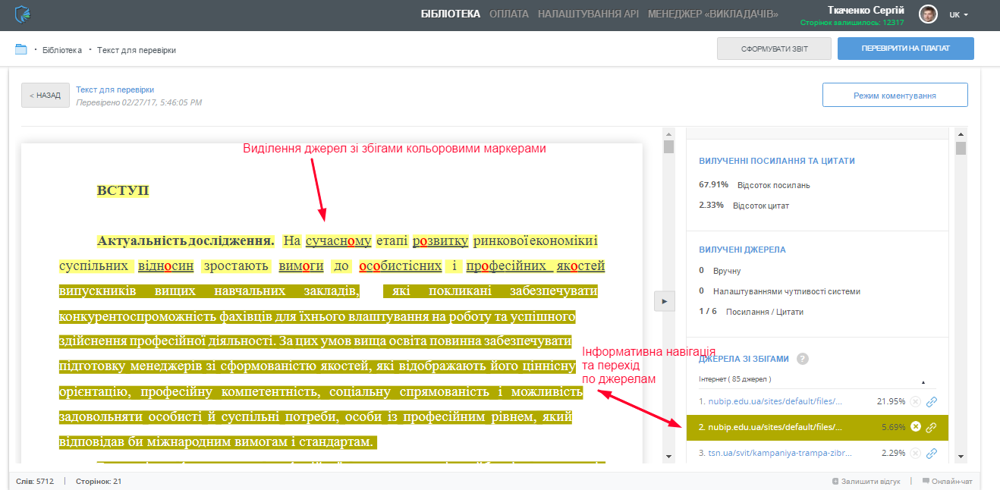 БІБЛІОТЕКА ОПЛАТА НАЛАШТУВАННЯ API МЕНЕДЖЕР «ВИКЛАДАЧІВ»
Ткаченко Сергій
Сторінок залишилось: 12317
UK
Бібліотека · Текст для перевірки
СФОРМУВАТИ ЗВІТ
ПЕРЕВІРИТИ НА ПЛАГІАТ
< НАЗАД
Текст для перевірки
Перевірено 02/27/17, 5:46:05 PM
Режим коментування
Виділення джерел зі збігами кольоровими маркерами
ВСТУП
Актуальність дослідження. На сучасному етапі розвитку ринкової економіки і
суспільних відносин зростають вимоги до особистісних і професійних якостей
випускників вищих навчальних закладів, які покликані забезпечувати
конкурентоспроможність фахівців для їхнього влаштування на роботу та успішного
здійснення професійної діяльності. За цих умов вища освіта повинна забезпечувати
підготовку менеджерів зі сформованістю якостей, які відображають його ціннісну
орієнтацію, професійну компетентність, соціальну спрямованість і можливість
задовольняти особисті й суспільні потреби, особи із професійним рівнем, який
відповідав би міжнародним вимогам і стандартам.
ВИЛУЧЕННІ ПОСИЛАННЯ ТА ЦИТАТИ
67.91% Відсоток посилань
2.33% Відсоток цитат
ВИЛУЧЕНІ ДЖЕРЕЛА
0 Вручну
0 Налаштуваннями чутливості системи
1 / 6 Посилання / Цитати
Інформативна навігація
та перехід
по джерелам
ДЖЕРЕЛА ЗІ ЗБІГАМИ ?
Інтернет ( 85 джерел )
1. nubip.edu.ua/sites/default/files/... 21.95%
2. nubip.edu.ua/sites/default/files/... 5.69%
3. tsn.ua/svit/kampaniya-trampa-zibr... 2.29%
Слів: 5712 | Сторінок: 21
Залишити відгук | Онлайн-чат